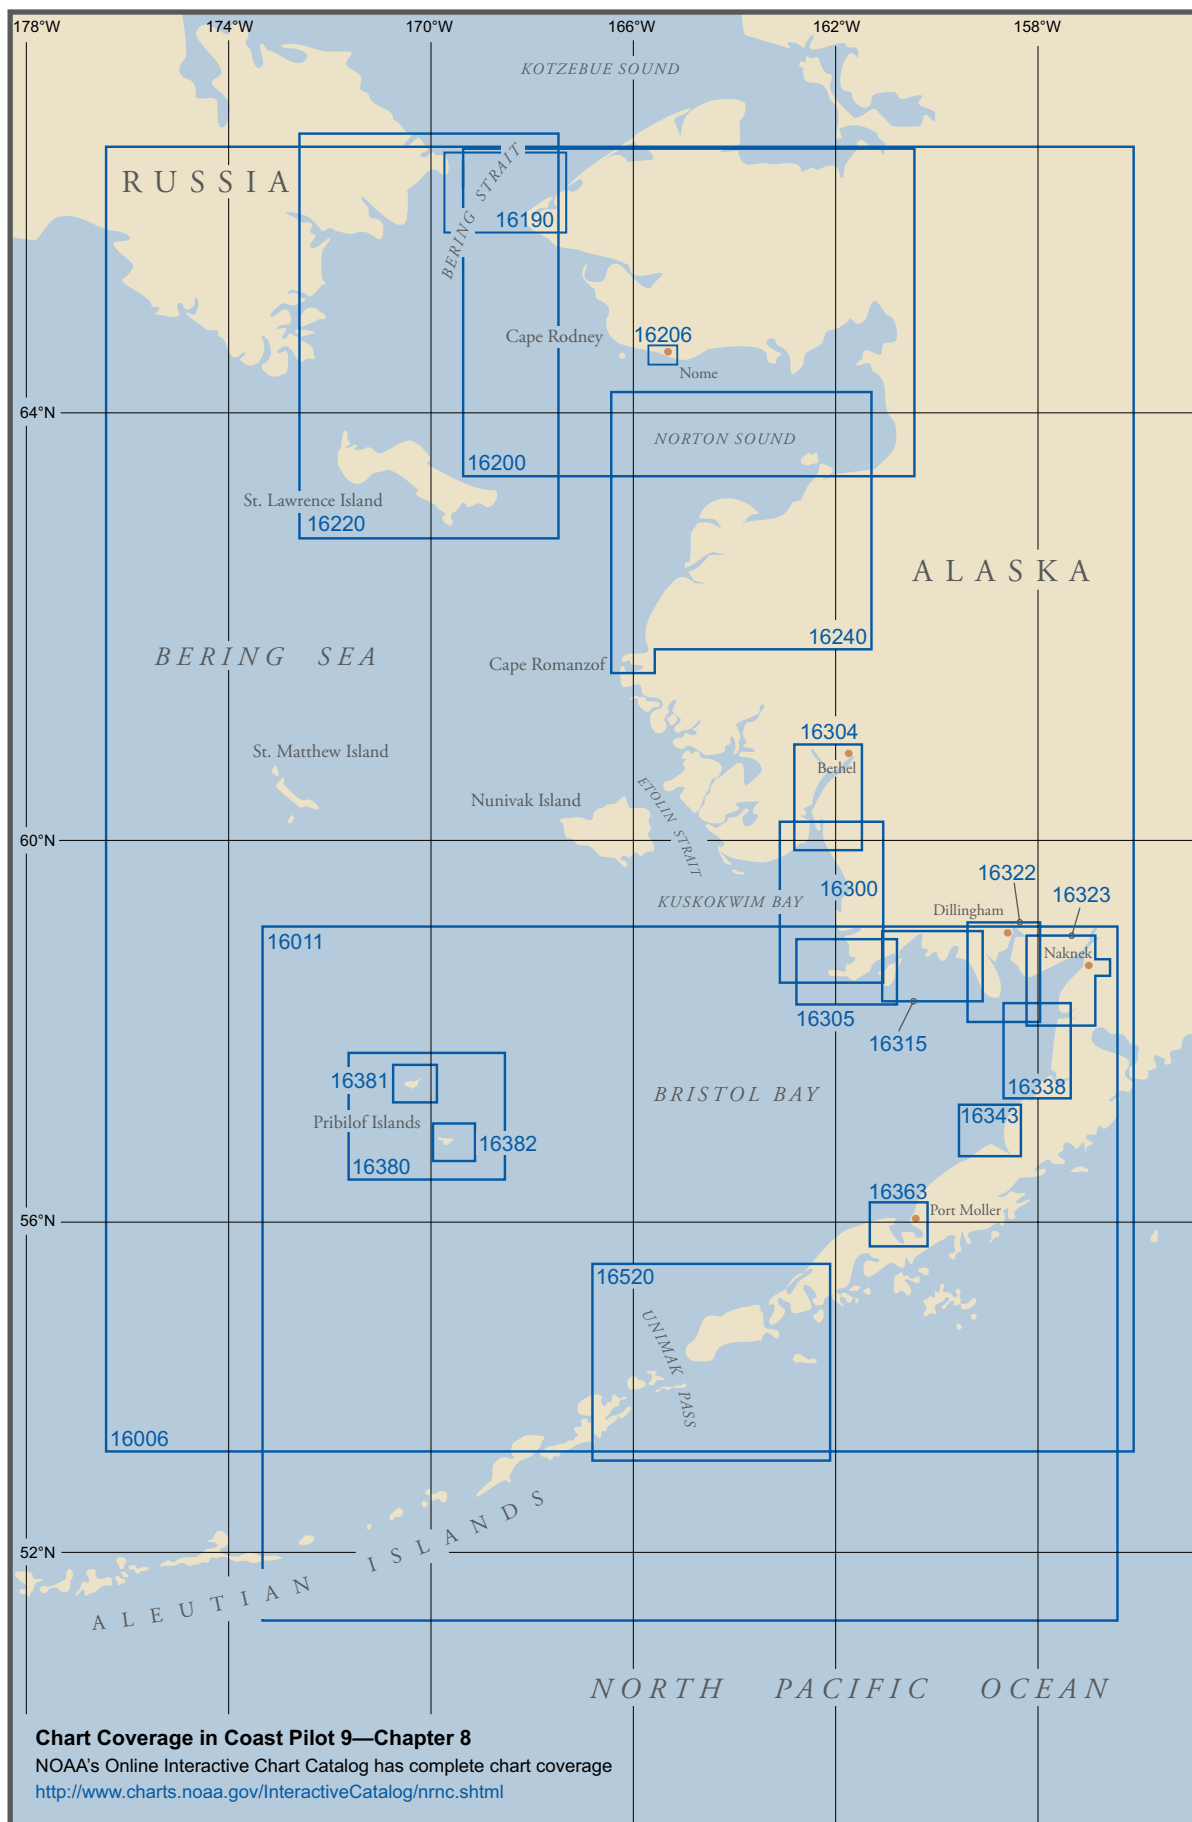 178°W
174°W
170°W
166°W
162°W
158°W
KOTZEBUE SOUND
RUSSIA
BERING STRAIT
16190
Cape Rodney
16206
Nome
64°N
NORTON SOUND
16200
St. Lawrence Island
16220
ALASKA
16240
BERING SEA
Cape Romanzof
16304
St. Matthew Island
Bethel
Nunivak Island
ETOLIN STRAIT
60°N
16322
16300
16323
KUSKOKWIM BAY
Dillingham
16011
Naknek
16305
16315
16381
BRISTOL BAY
16338
Pribilof Islands
16343
16382
16380
16363
Port Moller
56°N
16520
UNIMAK PASS
16006
52°N
ALEUTIAN ISLANDS
NORTH PACIFIC OCEAN
Chart Coverage in Coast Pilot 9—Chapter 8
NOAA's Online Interactive Chart Catalog has complete chart coverage
http://www.charts.noaa.gov/InteractiveCatalog/nrnc.shtml